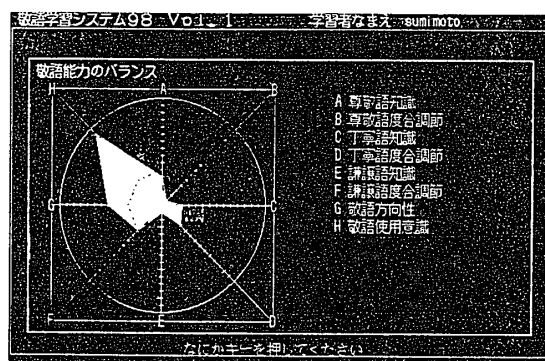 敬語学習システム98 Vol. 1 学習者なまえ sumimoto
敬語能力のバランス
H A B
G C
F E D
A 尊敬語知識
B 尊敬語度合調節
C 丁寧語知識
D 丁寧語度合調節
E 謙譲語知識
F 謙譲語度合調節
G 敬語方向性
H 敬語使用意識
なにかキーを押してください